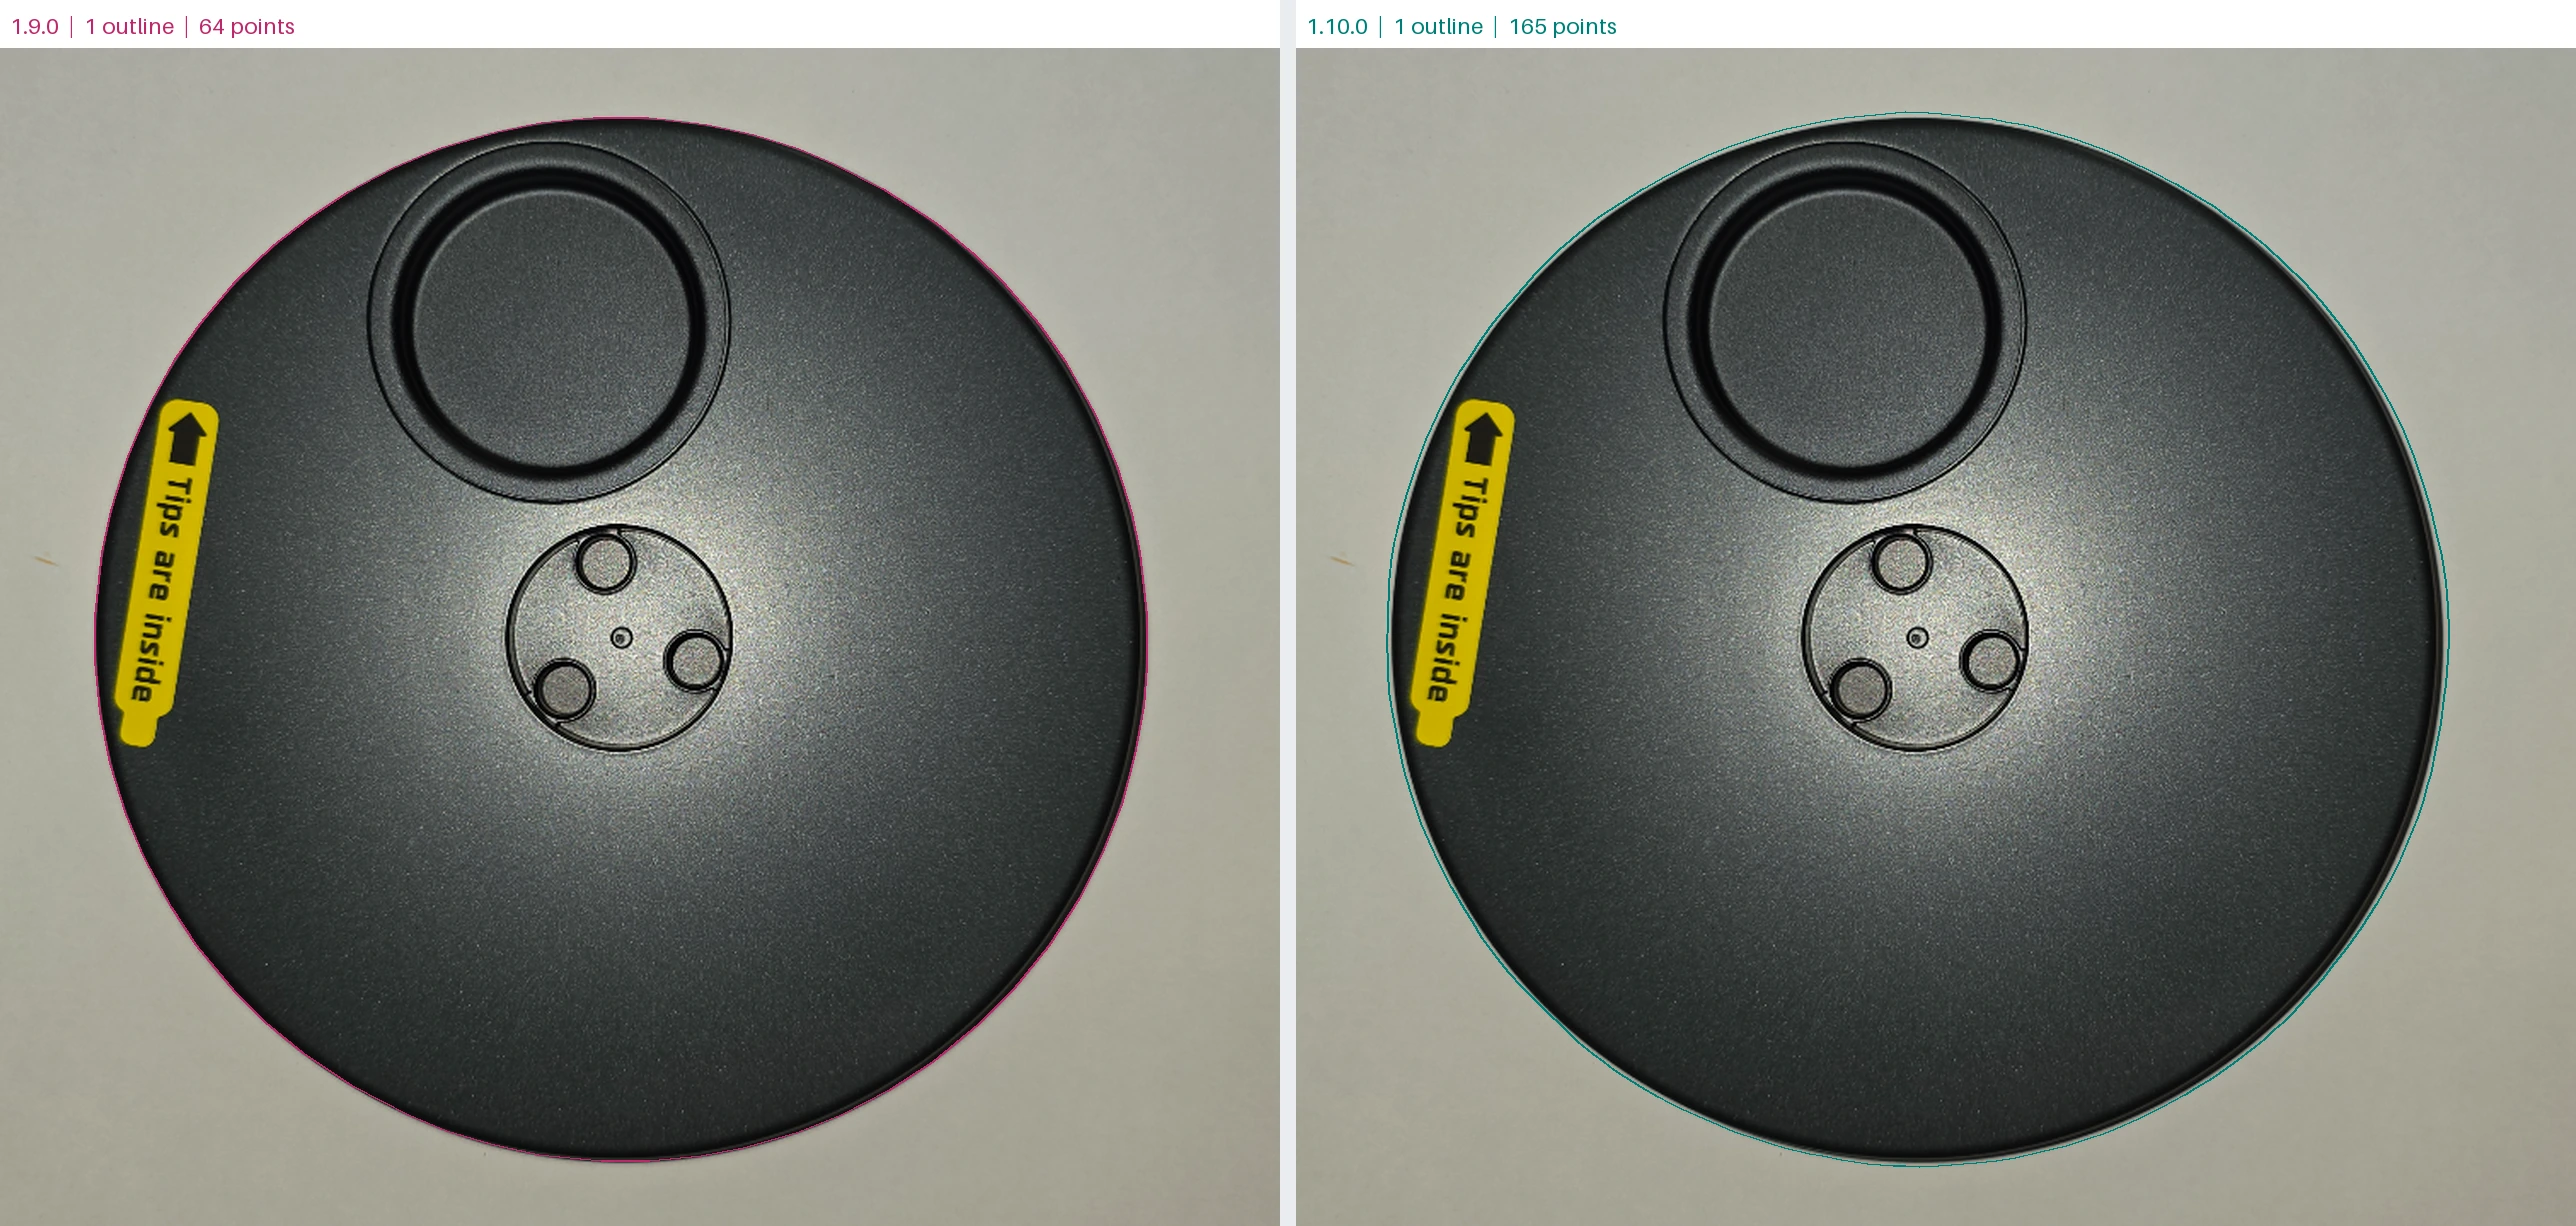 1.9.0 | 1 outline | 64 points
1.10.0 | 1 outline | 165 points
Tips are inside
Tips are inside